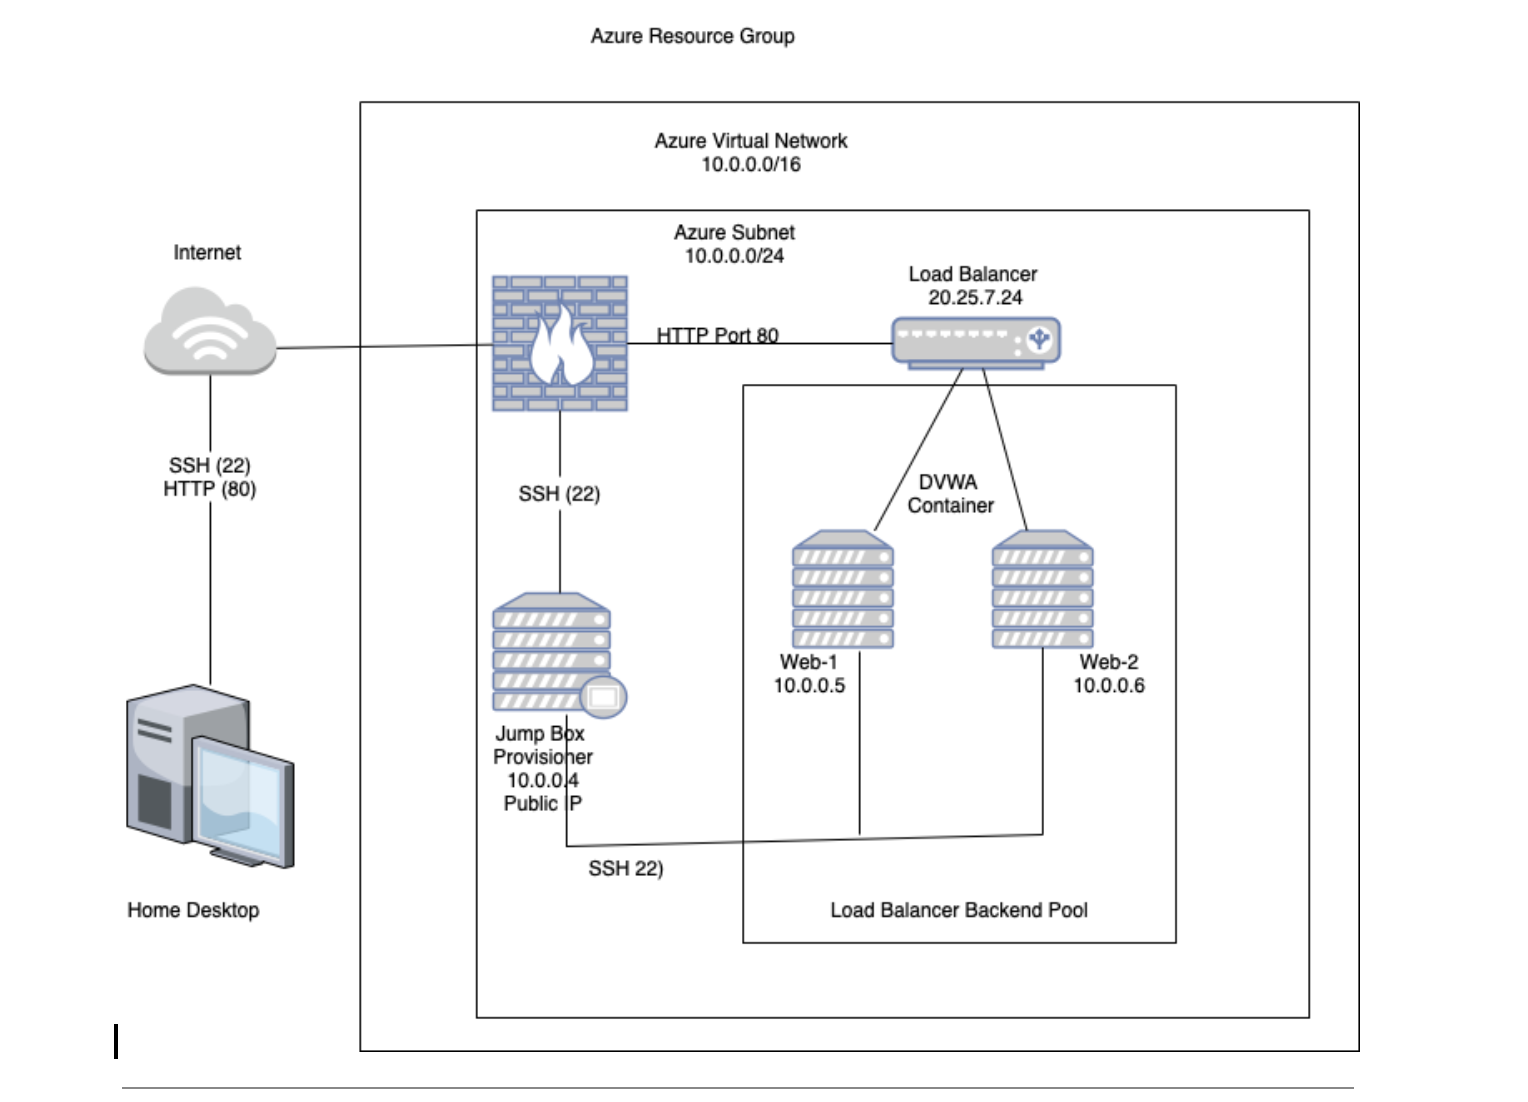 Azure Resource Group
Azure Virtual Network
10.0.0.0/16
Azure Subnet
10.0.0.0/24
Internet
Load Balancer
20.25.7.24
HTTP Port 80
SSH (22)
HTTP (80)
SSH (22)
DVWA
Container
Web-1
10.0.0.5
Web-2
10.0.0.6
Jump Box
Provisioner
10.0.0.4
Public IP
SSH 22)
Home Desktop
Load Balancer Backend Pool